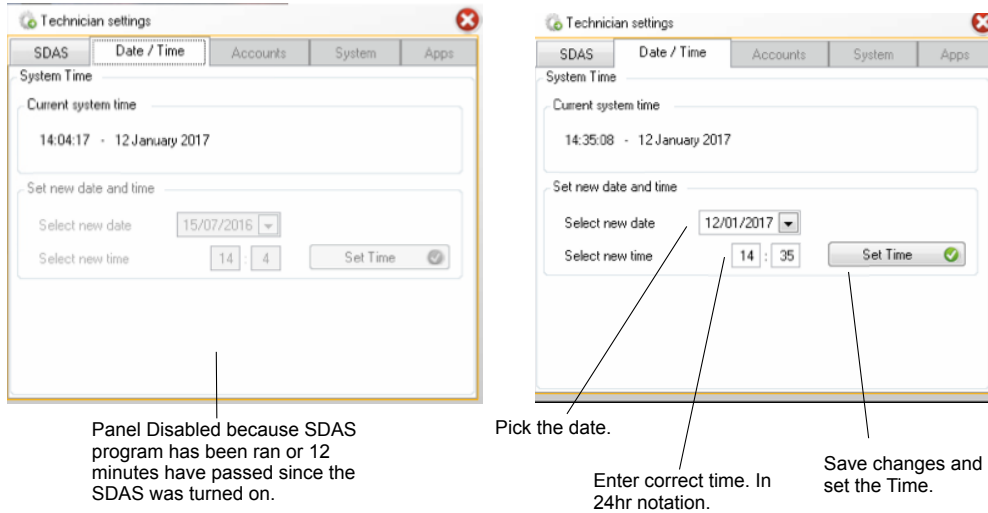 Technician settings
SDAS Date / Time Accounts System Apps
System Time
Current system time
14:04:17 - 12 January 2017
Set new date and time
Select new date 15/07/2016
Select new time 14 : 4 Set Time
Panel Disabled because SDAS
program has been ran or 12
minutes have passed since the
SDAS was turned on.
Technician settings
SDAS Date / Time Accounts System Apps
System Time
Current system time
14:35:08 - 12 January 2017
Set new date and time
Select new date 12/01/2017
Select new time 14 : 35 Set Time
Pick the date.
Enter correct time. In
24hr notation.
Save changes and
set the Time.